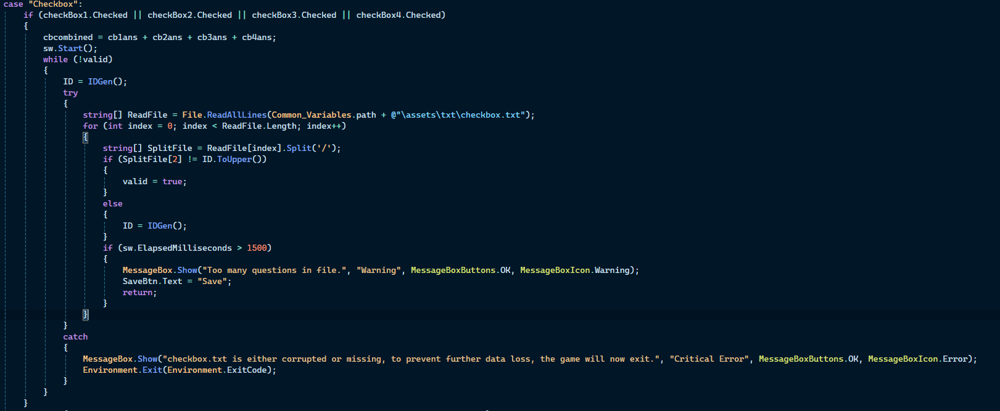 case "Checkbox":
if (checkBox1.Checked || checkBox2.Checked || checkBox3.Checked || checkBox4.Checked)
{
cbcombined = cb1ans + cb2ans + cb3ans + cb4ans;
sw.Start();
while (!valid)
{
ID = IDGen();
try
{
string[] ReadFile = File.ReadAllLines(Common_Variables.path + @"\assets\txt\checkbox.txt");
for (int index = 0; index < ReadFile.Length; index++)
{
string[] SplitFile = ReadFile[index].Split('/');
if (SplitFile[2] != ID.ToUpper())
{
valid = true;
}
else
{
ID = IDGen();
}
if (sw.ElapsedMilliseconds > 1500)
{
MessageBox.Show("Too many questions in file.", "Warning", MessageBoxButtons.OK, MessageBoxIcon.Warning);
SaveBtn.Text = "Save";
return;
}
}
}
catch
{
MessageBox.Show("checkbox.txt is either corrupted or missing, to prevent further data loss, the game will now exit.", "Critical Error", MessageBoxButtons.OK, MessageBoxIcon.Error);
Environment.Exit(Environment.ExitCode);
}
}
}